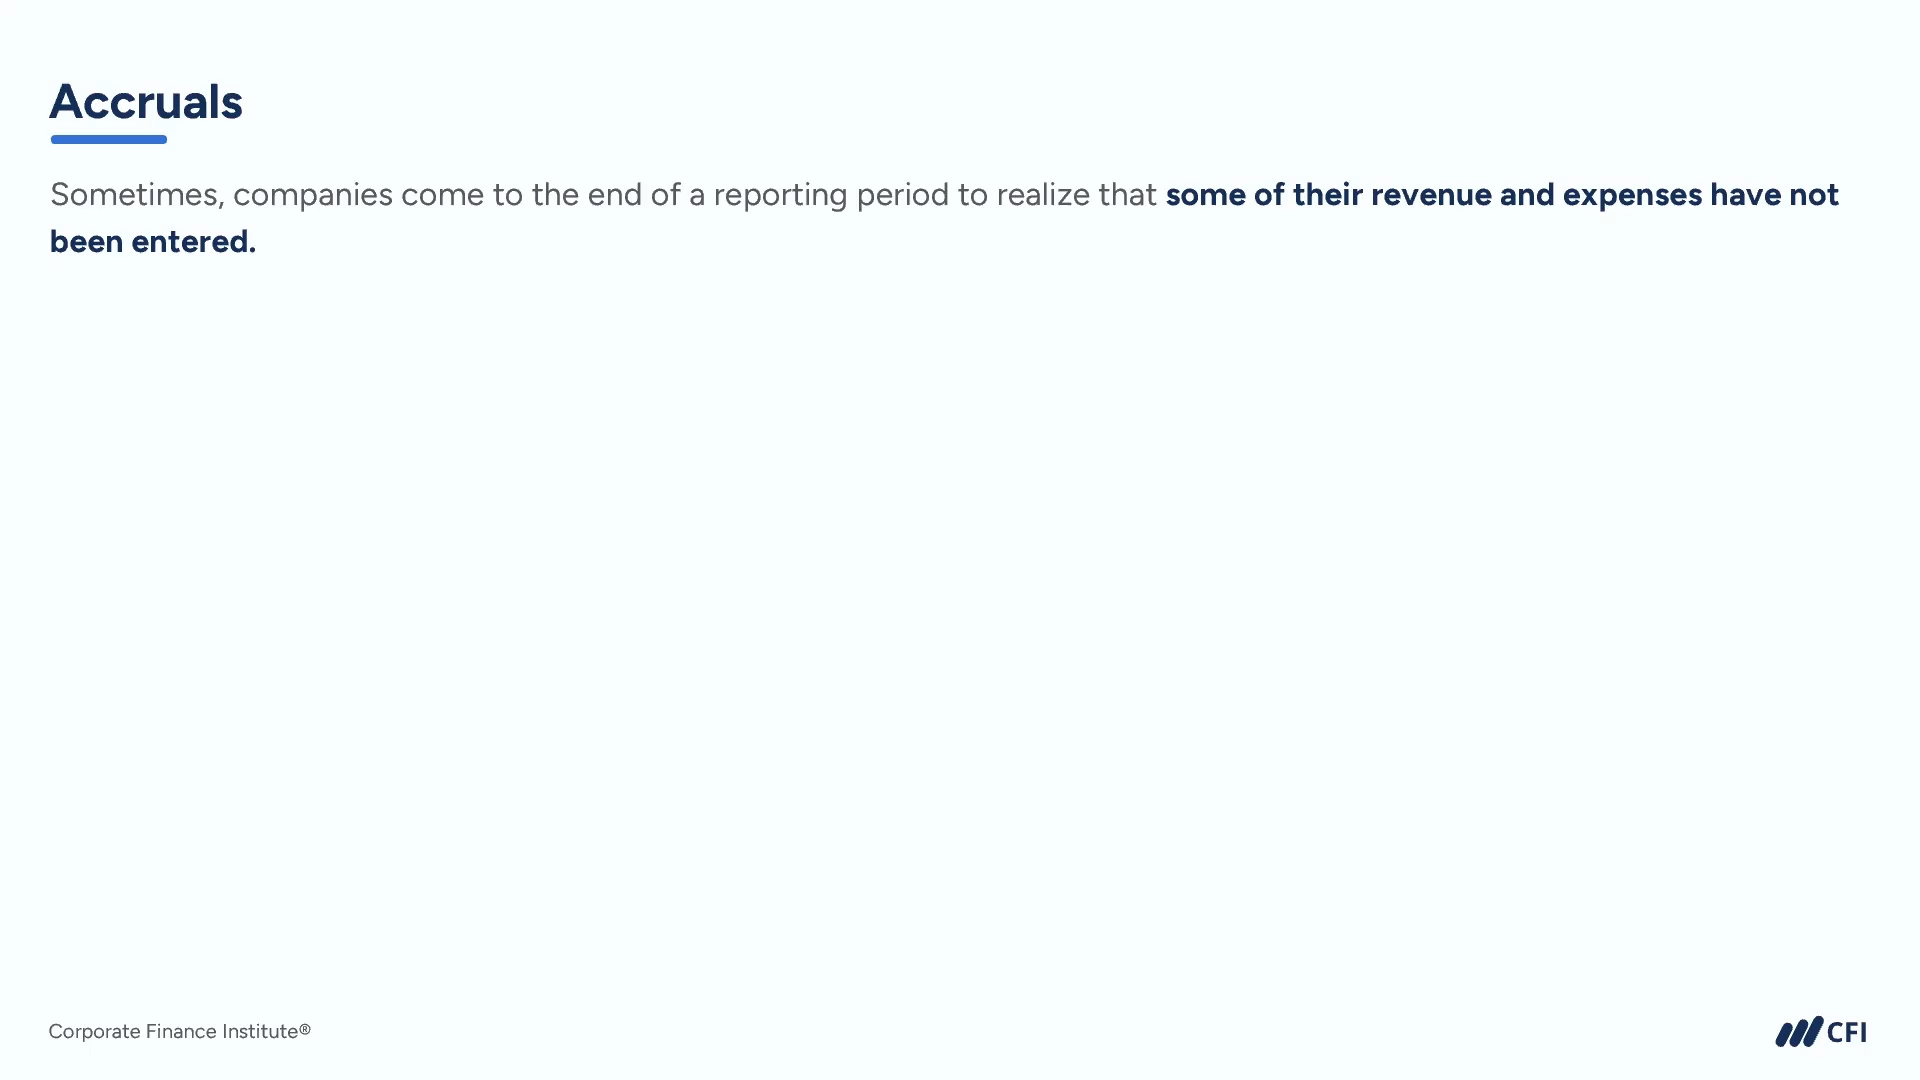 Accruals
Sometimes, companies come to the end of a reporting period to realize that some of their revenue and expenses have not
been entered.
Corporate Finance Institute®
CFI